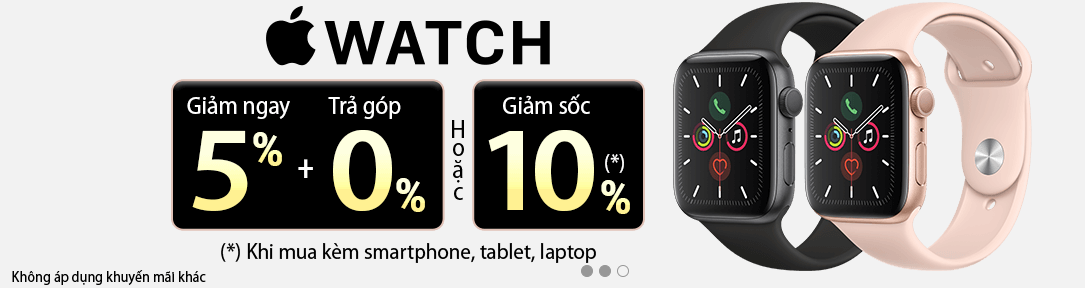 WATCH
Giảm ngay Trả góp
5% + 0%
Hoặc
Giảm sốc
10%(*)
(*) Khi mua kèm smartphone, tablet, laptop
Không áp dụng khuyến mãi khác